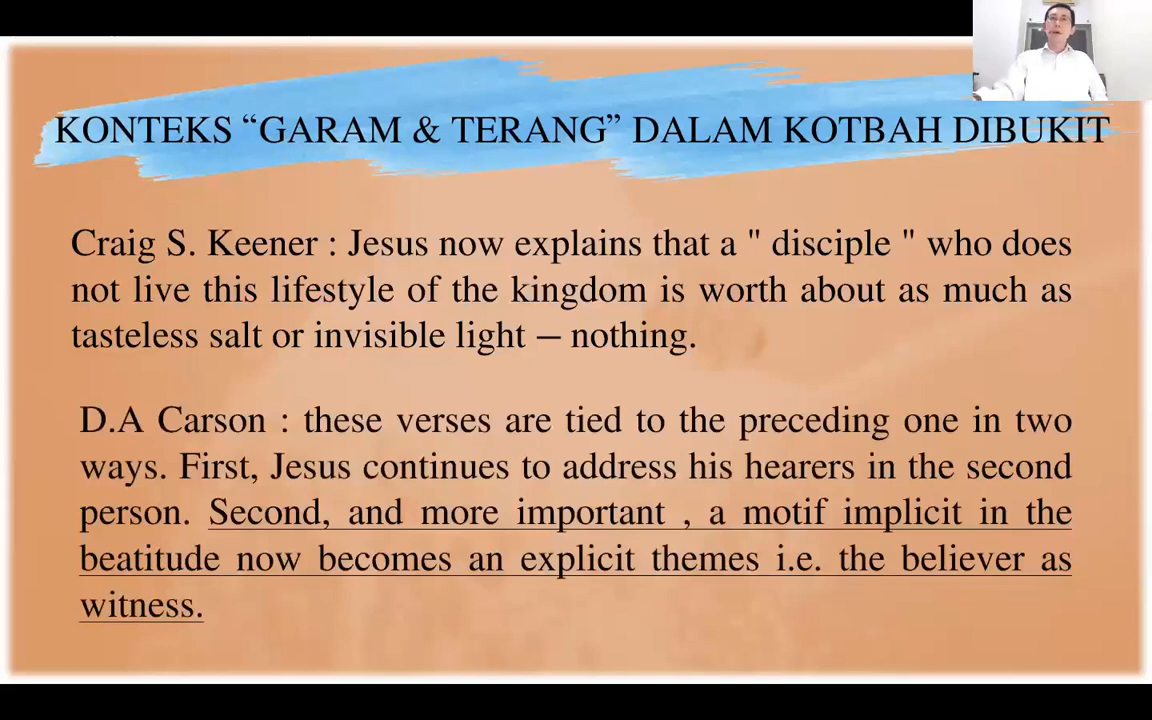 KONTEKS “GARAM & TERANG” DALAM KOTBAH DIBUKIT
Craig S. Keener : Jesus now explains that a " disciple " who does
not live this lifestyle of the kingdom is worth about as much as
tasteless salt or invisible light – nothing.
D.A Carson : these verses are tied to the preceding one in two
ways. First, Jesus continues to address his hearers in the second
person. Second, and more important , a motif implicit in the
beatitude now becomes an explicit themes i.e. the believer as
witness.